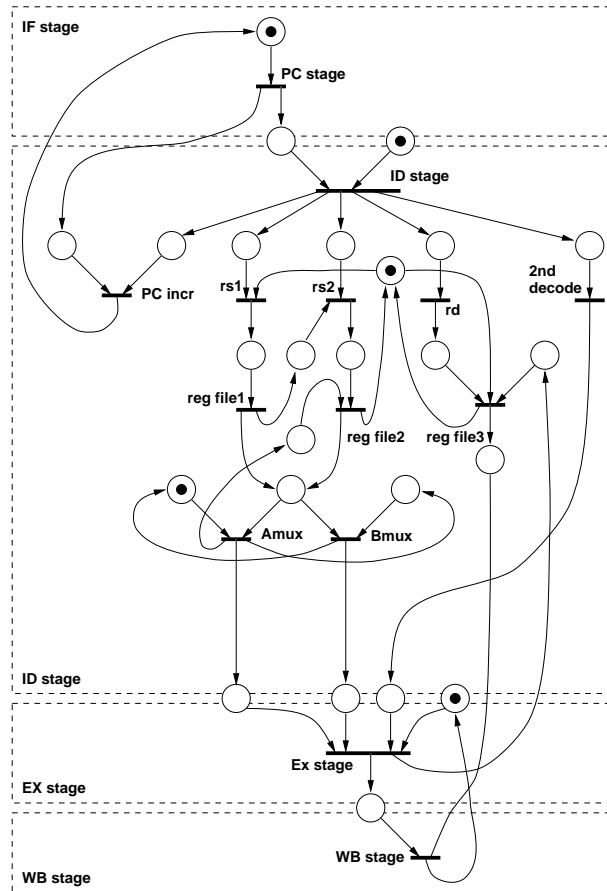 IF stage
PC stage
ID stage
PC incr
rs1
rs2
rd
2nd
decode
reg file1
reg file2
reg file3
Amux
Bmux
ID stage
Ex stage
EX stage
WB stage
WB stage